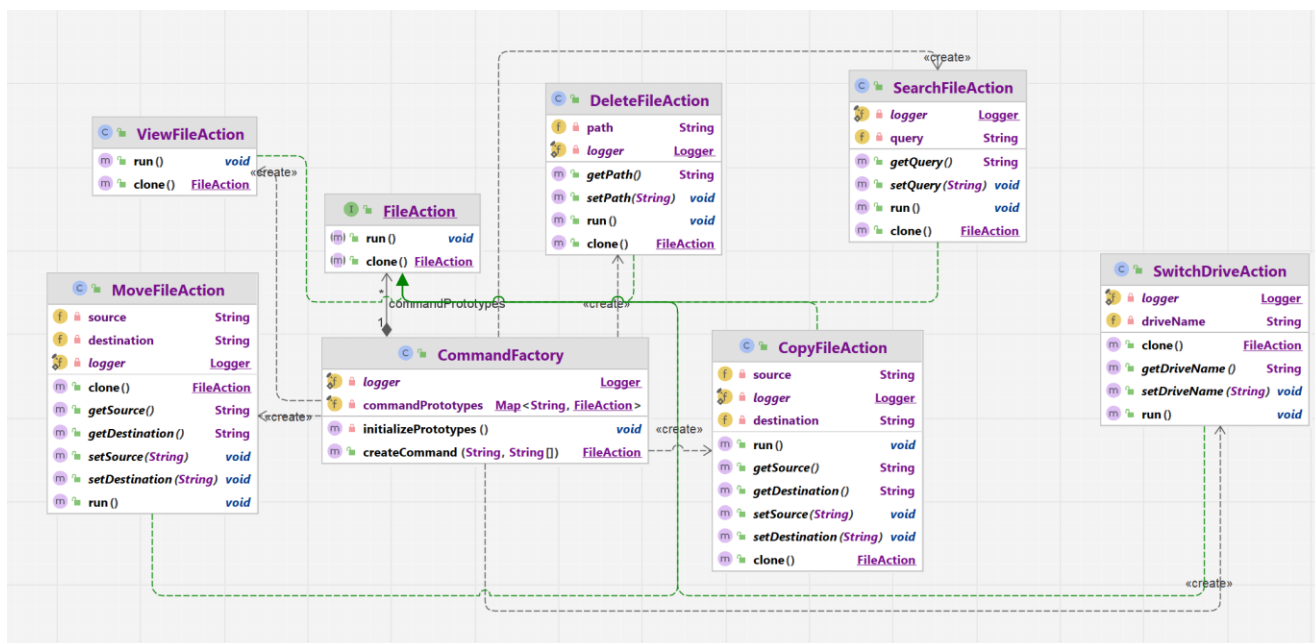 «create»
SearchFileAction
logger Logger
query String
getQuery() String
setQuery(String) void
run() void
clone() FileAction
DeleteFileAction
path String
logger Logger
getPath() String
setPath(String) void
run() void
clone() FileAction
ViewFileAction
run() void
clone() FileAction
«create»
FileAction
run() void
clone() FileAction
*
commandPrototypes
1
«create»
SwitchDriveAction
logger Logger
driveName String
clone() FileAction
getDriveName() String
setDriveName(String) void
run() void
MoveFileAction
source String
destination String
logger Logger
clone() FileAction
getSource() String
getDestination() String
setSource(String) void
setDestination(String) void
run() void
«create»
CommandFactory
logger Logger
commandPrototypes Map<String, FileAction>
initializePrototypes() void
createCommand(String, String[]) FileAction
«create»
CopyFileAction
source String
logger Logger
destination String
run() void
getSource() String
getDestination() String
setSource(String) void
setDestination(String) void
clone() FileAction
«create»